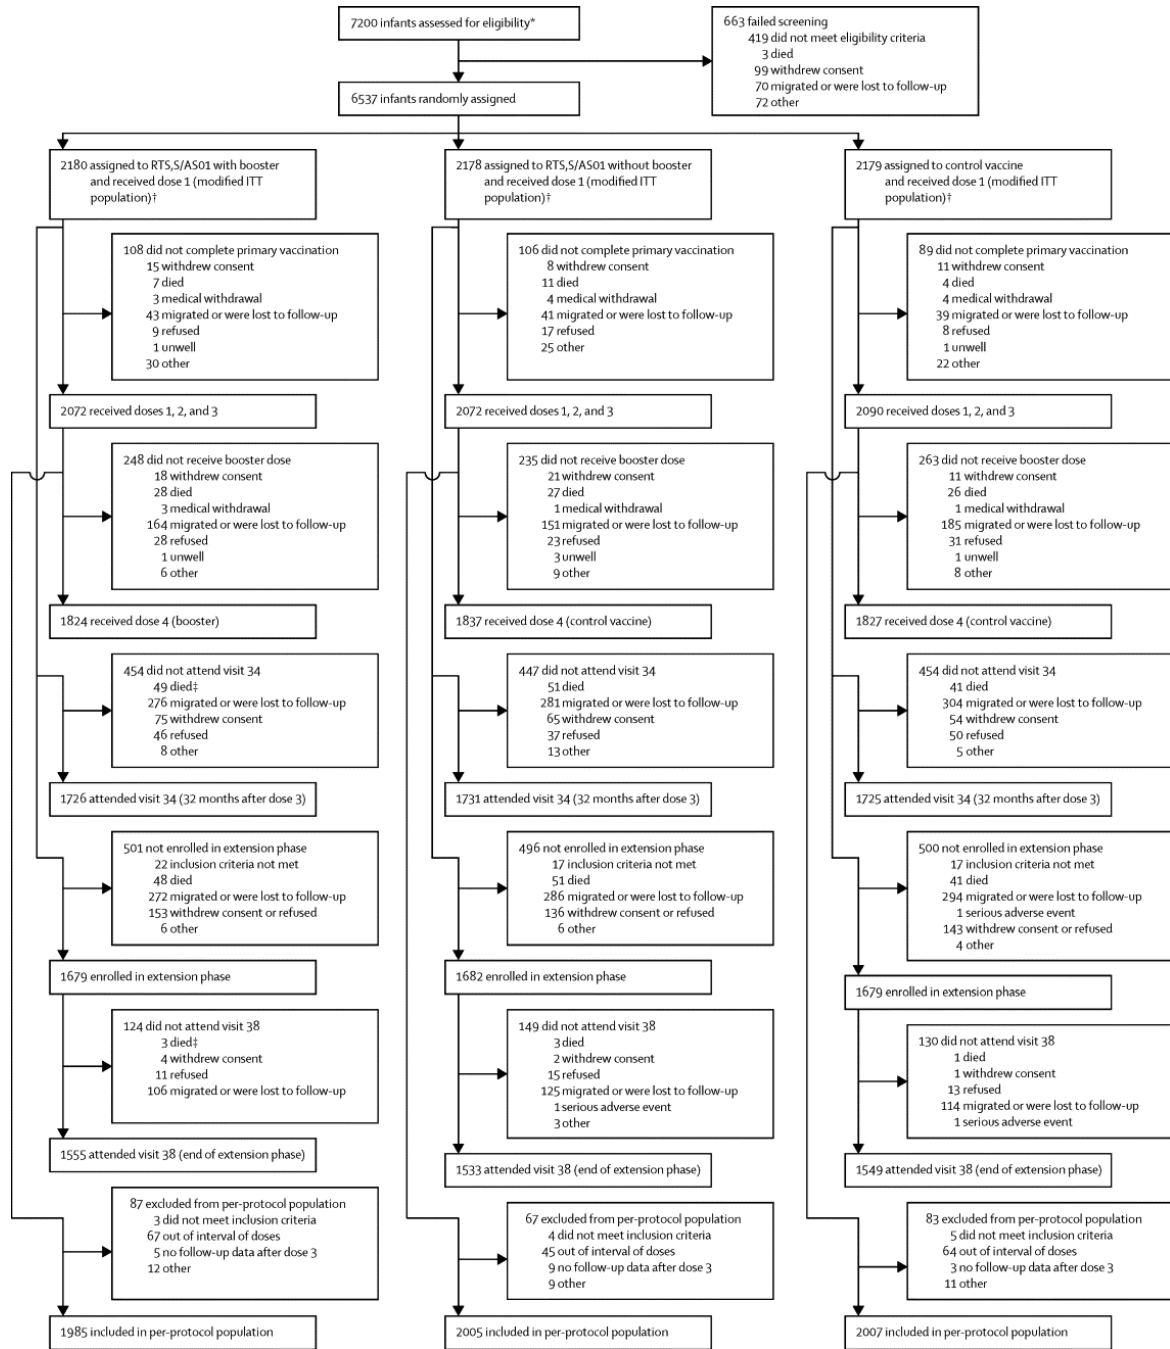 7200 infants assessed for eligibility*
663 failed screening
419 did not meet eligibility criteria
3 died
99 withdrew consent
70 migrated or were lost to follow-up
72 other
6537 infants randomly assigned
2180 assigned to RTS,S/AS01 with booster
and received dose 1 (modified ITT
population)†
2178 assigned to RTS,S/AS01 without booster
and received dose 1 (modified ITT
population)†
2179 assigned to control vaccine
and received dose 1 (modified ITT
population)†
108 did not complete primary vaccination
15 withdrew consent
7 died
3 medical withdrawal
43 migrated or were lost to follow-up
9 refused
1 unwell
30 other
106 did not complete primary vaccination
8 withdrew consent
11 died
4 medical withdrawal
41 migrated or were lost to follow-up
17 refused
25 other
89 did not complete primary vaccination
11 withdrew consent
4 died
4 medical withdrawal
39 migrated or were lost to follow-up
8 refused
1 unwell
22 other
2072 received doses 1, 2, and 3
2072 received doses 1, 2, and 3
2090 received doses 1, 2, and 3
248 did not receive booster dose
18 withdrew consent
28 died
3 medical withdrawal
164 migrated or were lost to follow-up
28 refused
1 unwell
6 other
235 did not receive booster dose
21 withdrew consent
27 died
1 medical withdrawal
151 migrated or were lost to follow-up
23 refused
3 unwell
9 other
263 did not receive booster dose
11 withdrew consent
26 died
1 medical withdrawal
185 migrated or were lost to follow-up
31 refused
1 unwell
8 other
1824 received dose 4 (booster)
1837 received dose 4 (control vaccine)
1827 received dose 4 (control vaccine)
454 did not attend visit 34
49 died‡
276 migrated or were lost to follow-up
75 withdrew consent
46 refused
8 other
447 did not attend visit 34
51 died
281 migrated or were lost to follow-up
65 withdrew consent
37 refused
13 other
454 did not attend visit 34
41 died
304 migrated or were lost to follow-up
54 withdrew consent
50 refused
5 other
1726 attended visit 34 (32 months after dose 3)
1731 attended visit 34 (32 months after dose 3)
1725 attended visit 34 (32 months after dose 3)
501 not enrolled in extension phase
22 inclusion criteria not met
48 died
272 migrated or were lost to follow-up
153 withdrew consent or refused
6 other
496 not enrolled in extension phase
17 inclusion criteria not met
51 died
286 migrated or were lost to follow-up
136 withdrew consent or refused
6 other
500 not enrolled in extension phase
17 inclusion criteria not met
41 died
294 migrated or were lost to follow-up
1 serious adverse event
143 withdrew consent or refused
4 other
1679 enrolled in extension phase
1682 enrolled in extension phase
1679 enrolled in extension phase
124 did not attend visit 38
3 died‡
4 withdrew consent
11 refused
106 migrated or were lost to follow-up
149 did not attend visit 38
3 died
2 withdrew consent
15 refused
125 migrated or were lost to follow-up
1 serious adverse event
3 other
130 did not attend visit 38
1 died
1 withdrew consent
13 refused
114 migrated or were lost to follow-up
1 serious adverse event
1555 attended visit 38 (end of extension phase)
1533 attended visit 38 (end of extension phase)
1549 attended visit 38 (end of extension phase)
87 excluded from per-protocol population
3 did not meet inclusion criteria
67 out of interval of doses
5 no follow-up data after dose 3
12 other
67 excluded from per-protocol population
4 did not meet inclusion criteria
45 out of interval of doses
9 no follow-up data after dose 3
9 other
83 excluded from per-protocol population
5 did not meet inclusion criteria
64 out of interval of doses
3 no follow-up data after dose 3
11 other
1985 included in per-protocol population
2005 included in per-protocol population
2007 included in per-protocol population